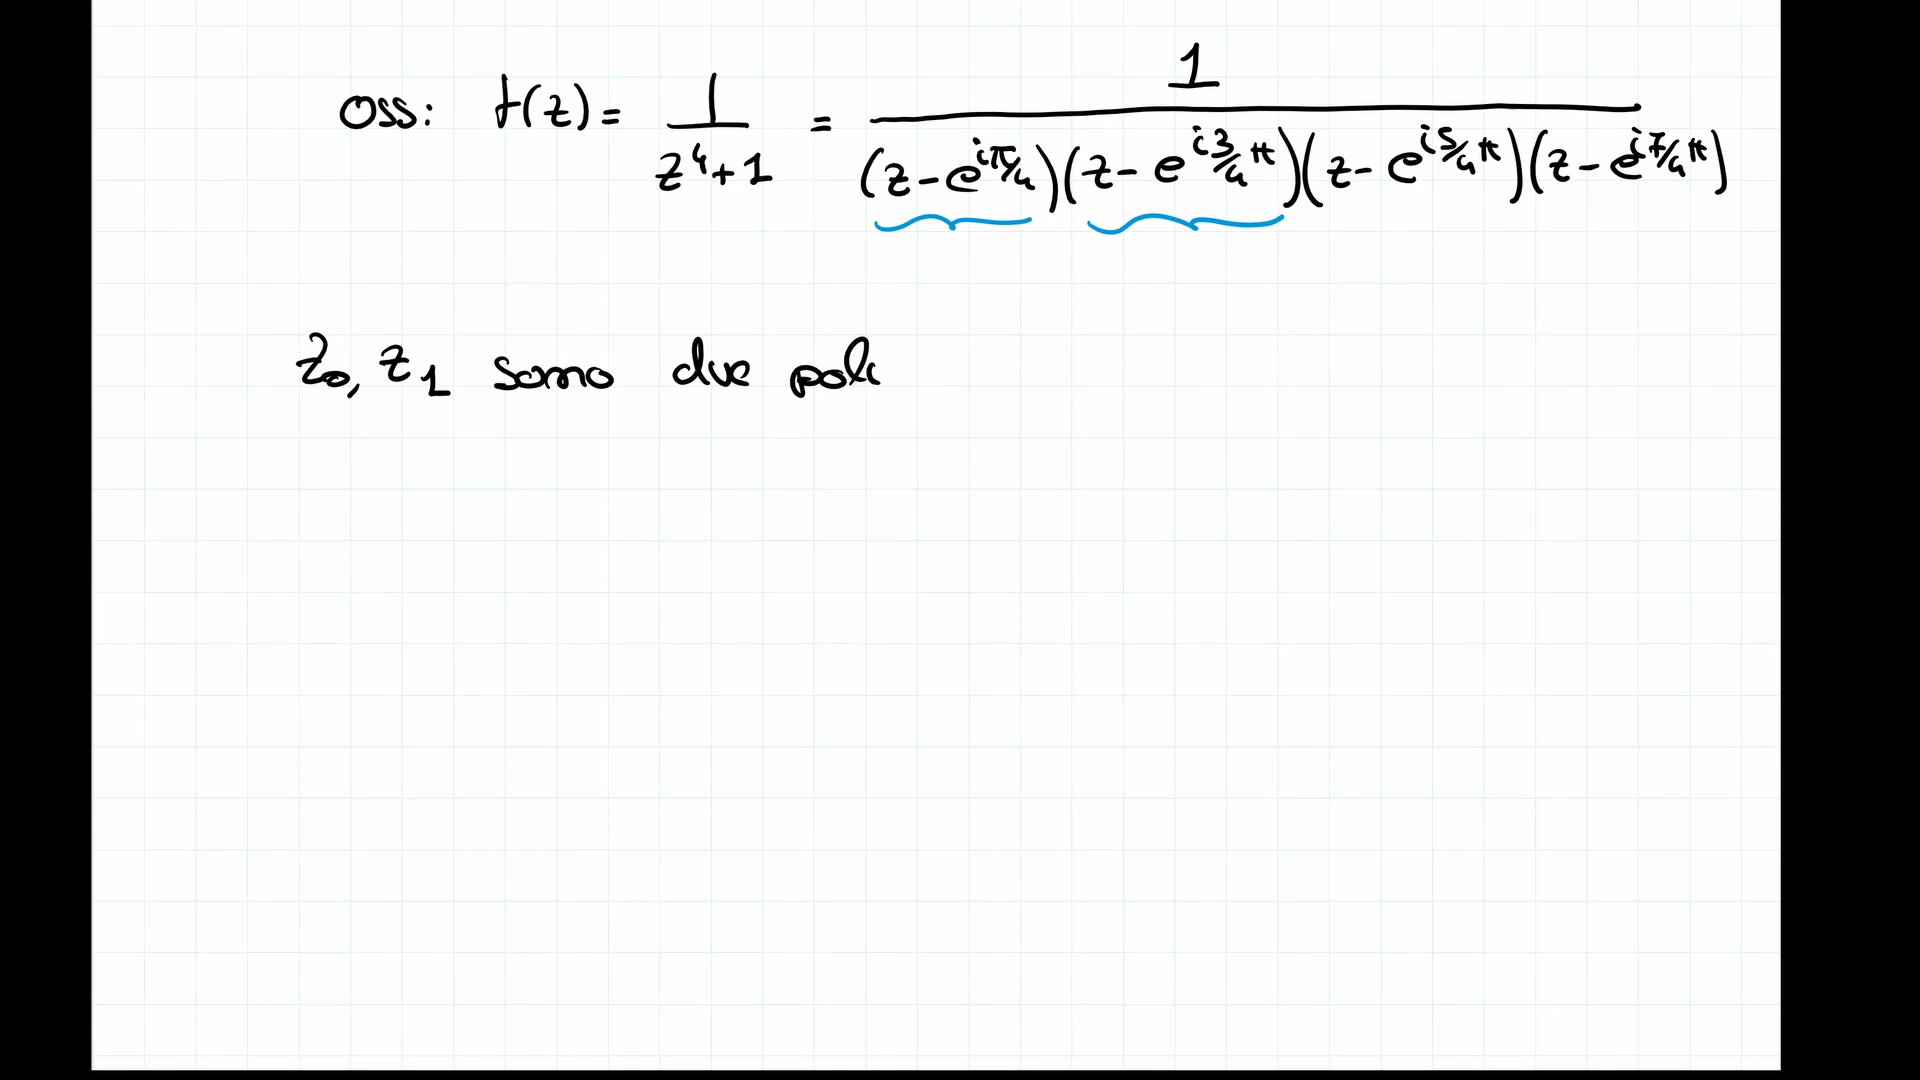 Oss: f(z) = 1/(z⁴+1) = 1/((z-e^{iπ/4})(z-e^{i3/4π})(z-e^{i5/4π})(z-e^{i7/4π}))
z₀, z₁ sono due poli